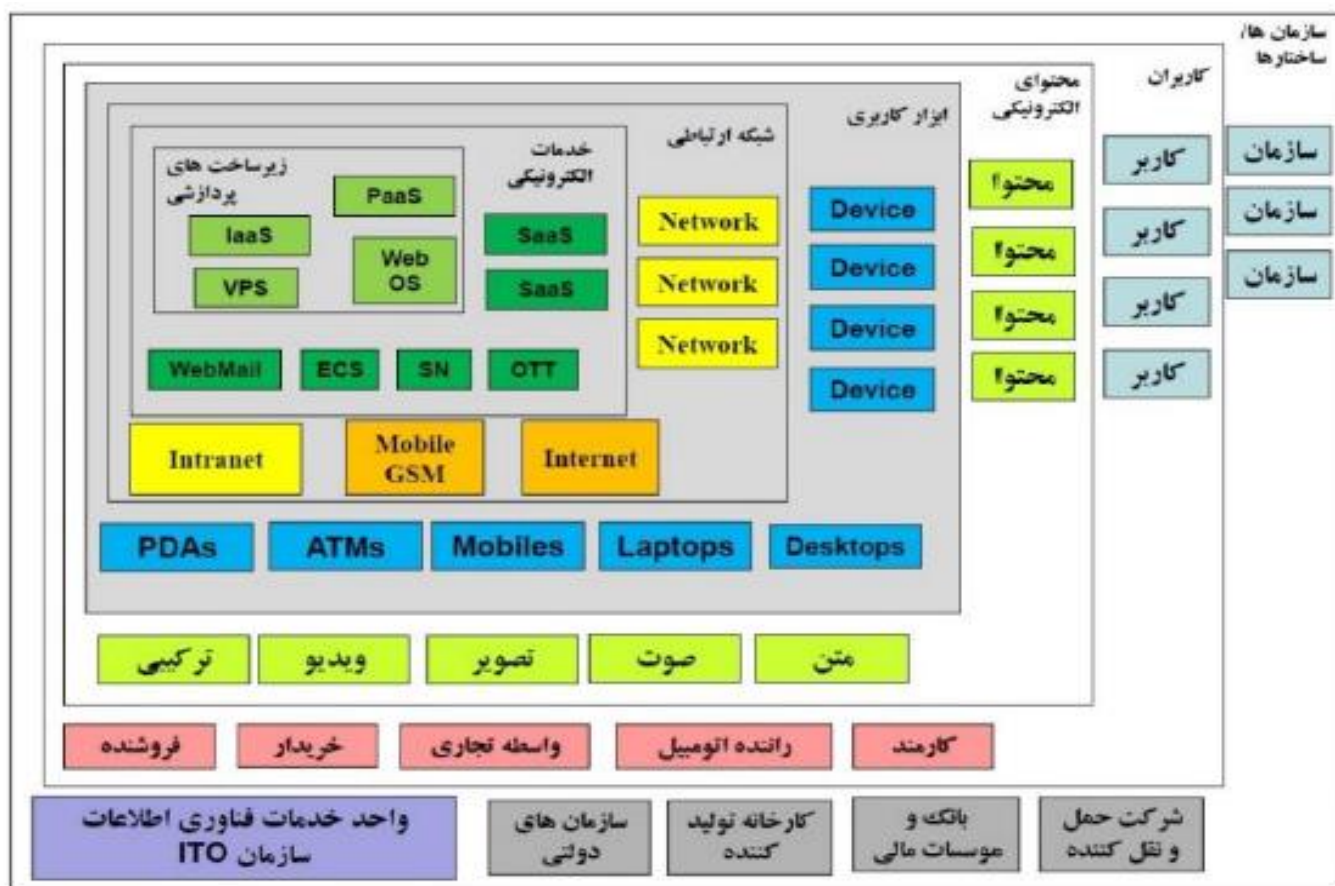 سازمان ها/
ساختارها
کاربران
محتوای
الکترونیکی
ابزار کاربری
شبکه ارتباطی
خدمات
الکترونیکی
زیرساخت های
پردازشی
PaaS
IaaS
Web
OS
VPS
SaaS
SaaS
WebMail
ECS
SN
OTT
Network
Network
Network
Intranet
Mobile
GSM
Internet
Device
Device
Device
Device
PDAs
ATMs
Mobiles
Laptops
Desktops
محتوا
محتوا
محتوا
محتوا
متن
صوت
تصویر
ویدیو
ترکیبی
کاربر
کاربر
کاربر
کاربر
کارمند
راننده اتومبیل
واسطه تجاری
خریدار
فروشنده
سازمان
سازمان
سازمان
شرکت حمل
و نقل کننده
بانک و
موسسات مالی
کارخانه تولید
کننده
سازمان های
دولتی
واحد خدمات فناوری اطلاعات
سازمان ITO